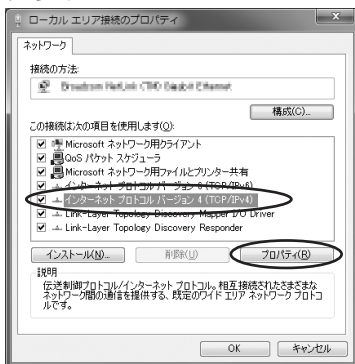 ローカル エリア接続のプロパティ
ネットワーク
接続の方法:
構成(C)...
この接続は次の項目を使用します(O):
Microsoft ネットワーク用クライアント
QoS パケット スケジューラ
Microsoft ネットワーク用ファイルとプリンター共有
インターネット プロトコル バージョン 6 (TCP/IPv6)
インターネット プロトコル バージョン 4 (TCP/IPv4)
Link-Layer Topology Discovery Mapper I/O Driver
Link-Layer Topology Discovery Responder
インストール(N)...
削除(U)
プロパティ(R)
説明
伝送制御プロトコル/インターネット プロトコル。相互接続されたさまざまな
ネットワーク間の通信を提供する、既定のワイド エリア ネットワーク プロトコ
ルです。
OK
キャンセル